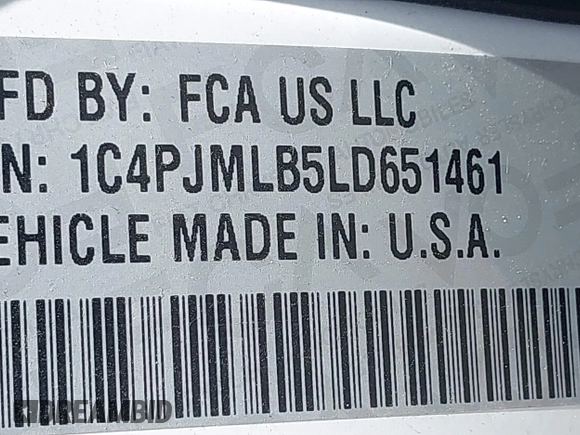 FD BY: FCA US LLC
N: 1C4PJMLB5LD651461
EHICLE MADE IN: U.S.A.
DREAMBID